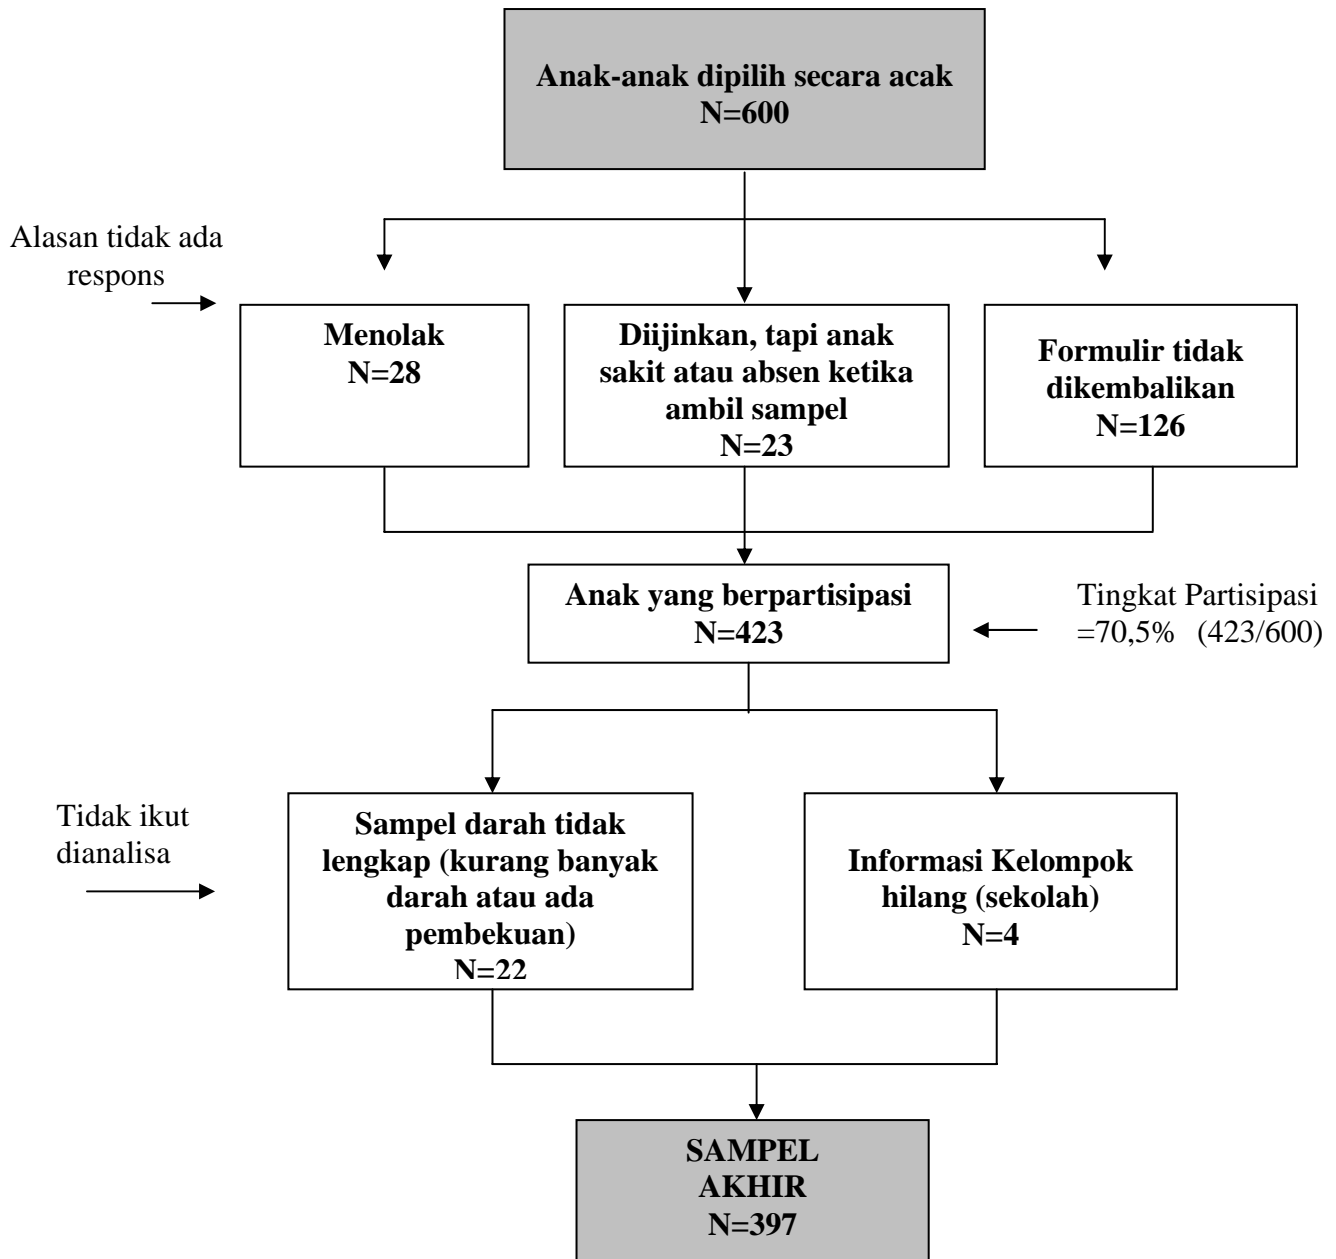 Anak-anak dipilih secara acak
N=600
Alasan tidak ada
respons
Menolak
N=28
Diijinkan, tapi anak
sakit atau absen ketika
ambil sampel
N=23
Formulir tidak
dikembalikan
N=126
Anak yang berpartisipasi
N=423
Tingkat Partisipasi
=70,5% (423/600)
Tidak ikut
dianalisa
Sampel darah tidak
lengkap (kurang banyak
darah atau ada
pembekuan)
N=22
Informasi Kelompok
hilang (sekolah)
N=4
SAMPEL
AKHIR
N=397